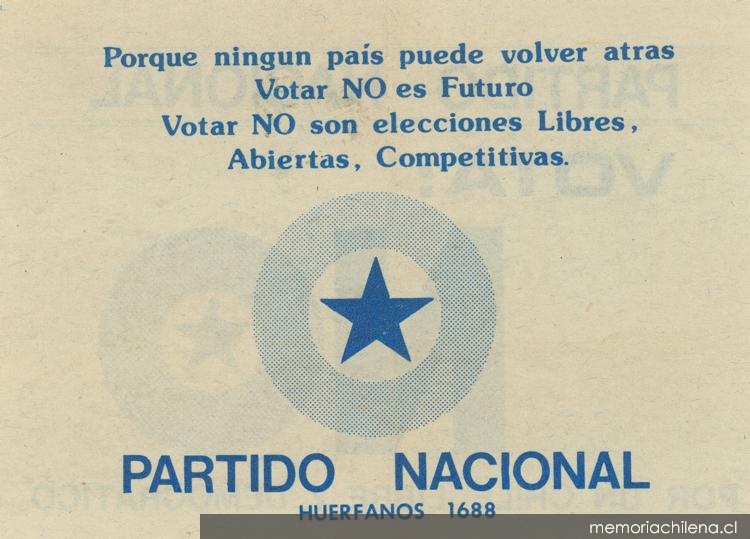 Porque ningun país puede volver atras
Votar NO es Futuro
Votar NO son elecciones Libres,
Abiertas, Competitivas.
PARTIDO NACIONAL
HUERFANOS 1688
memoriachilena.cl